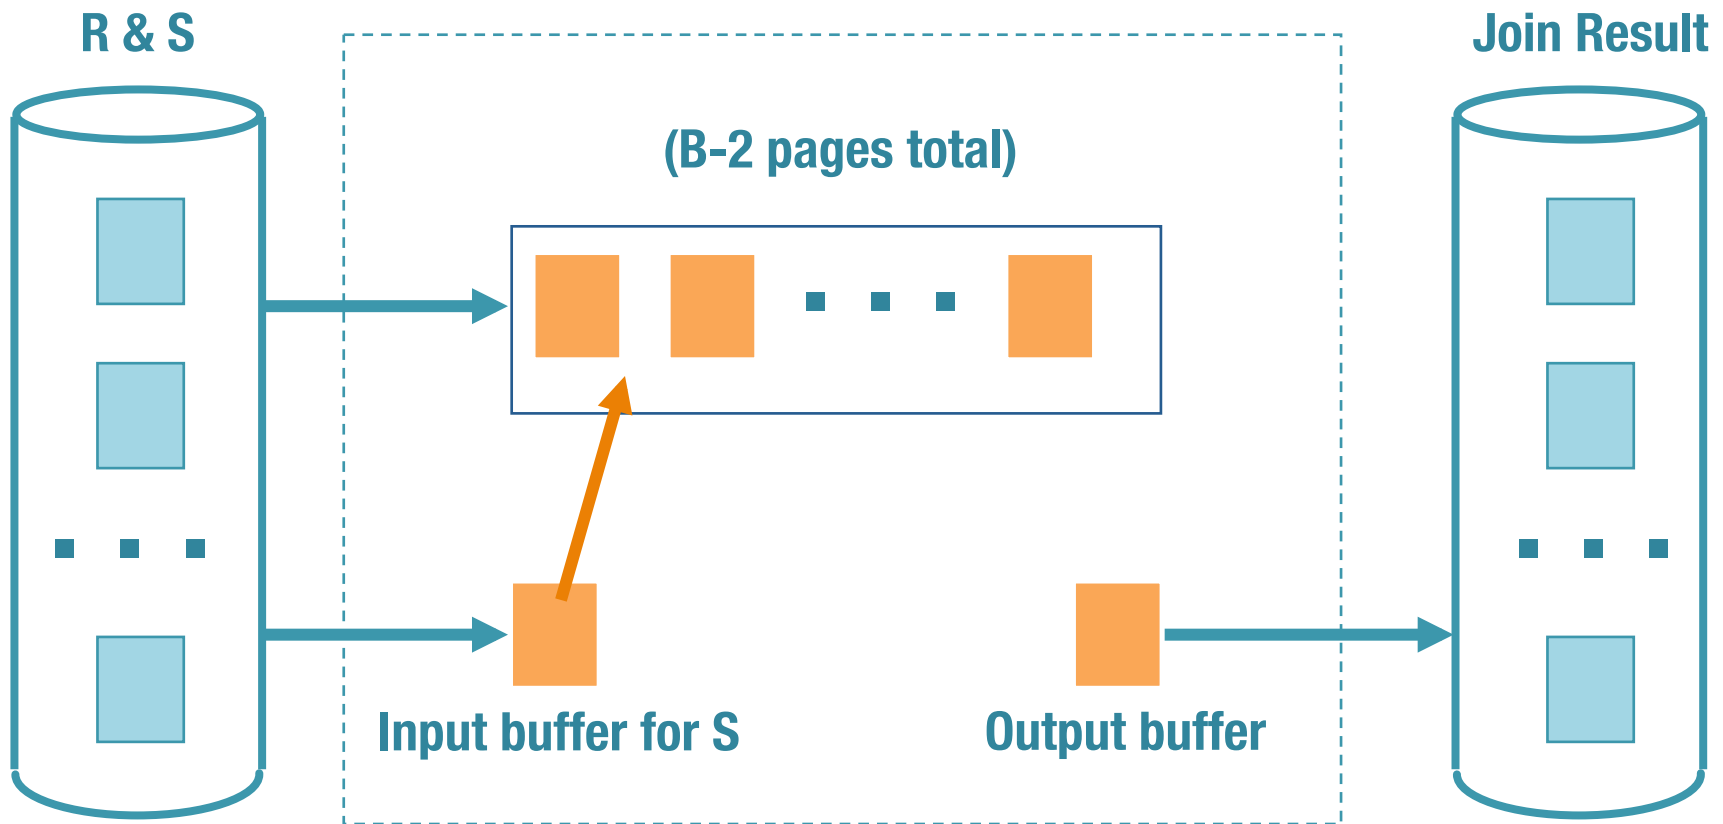 R & S
Join Result
(B-2 pages total)
Input buffer for S
Output buffer